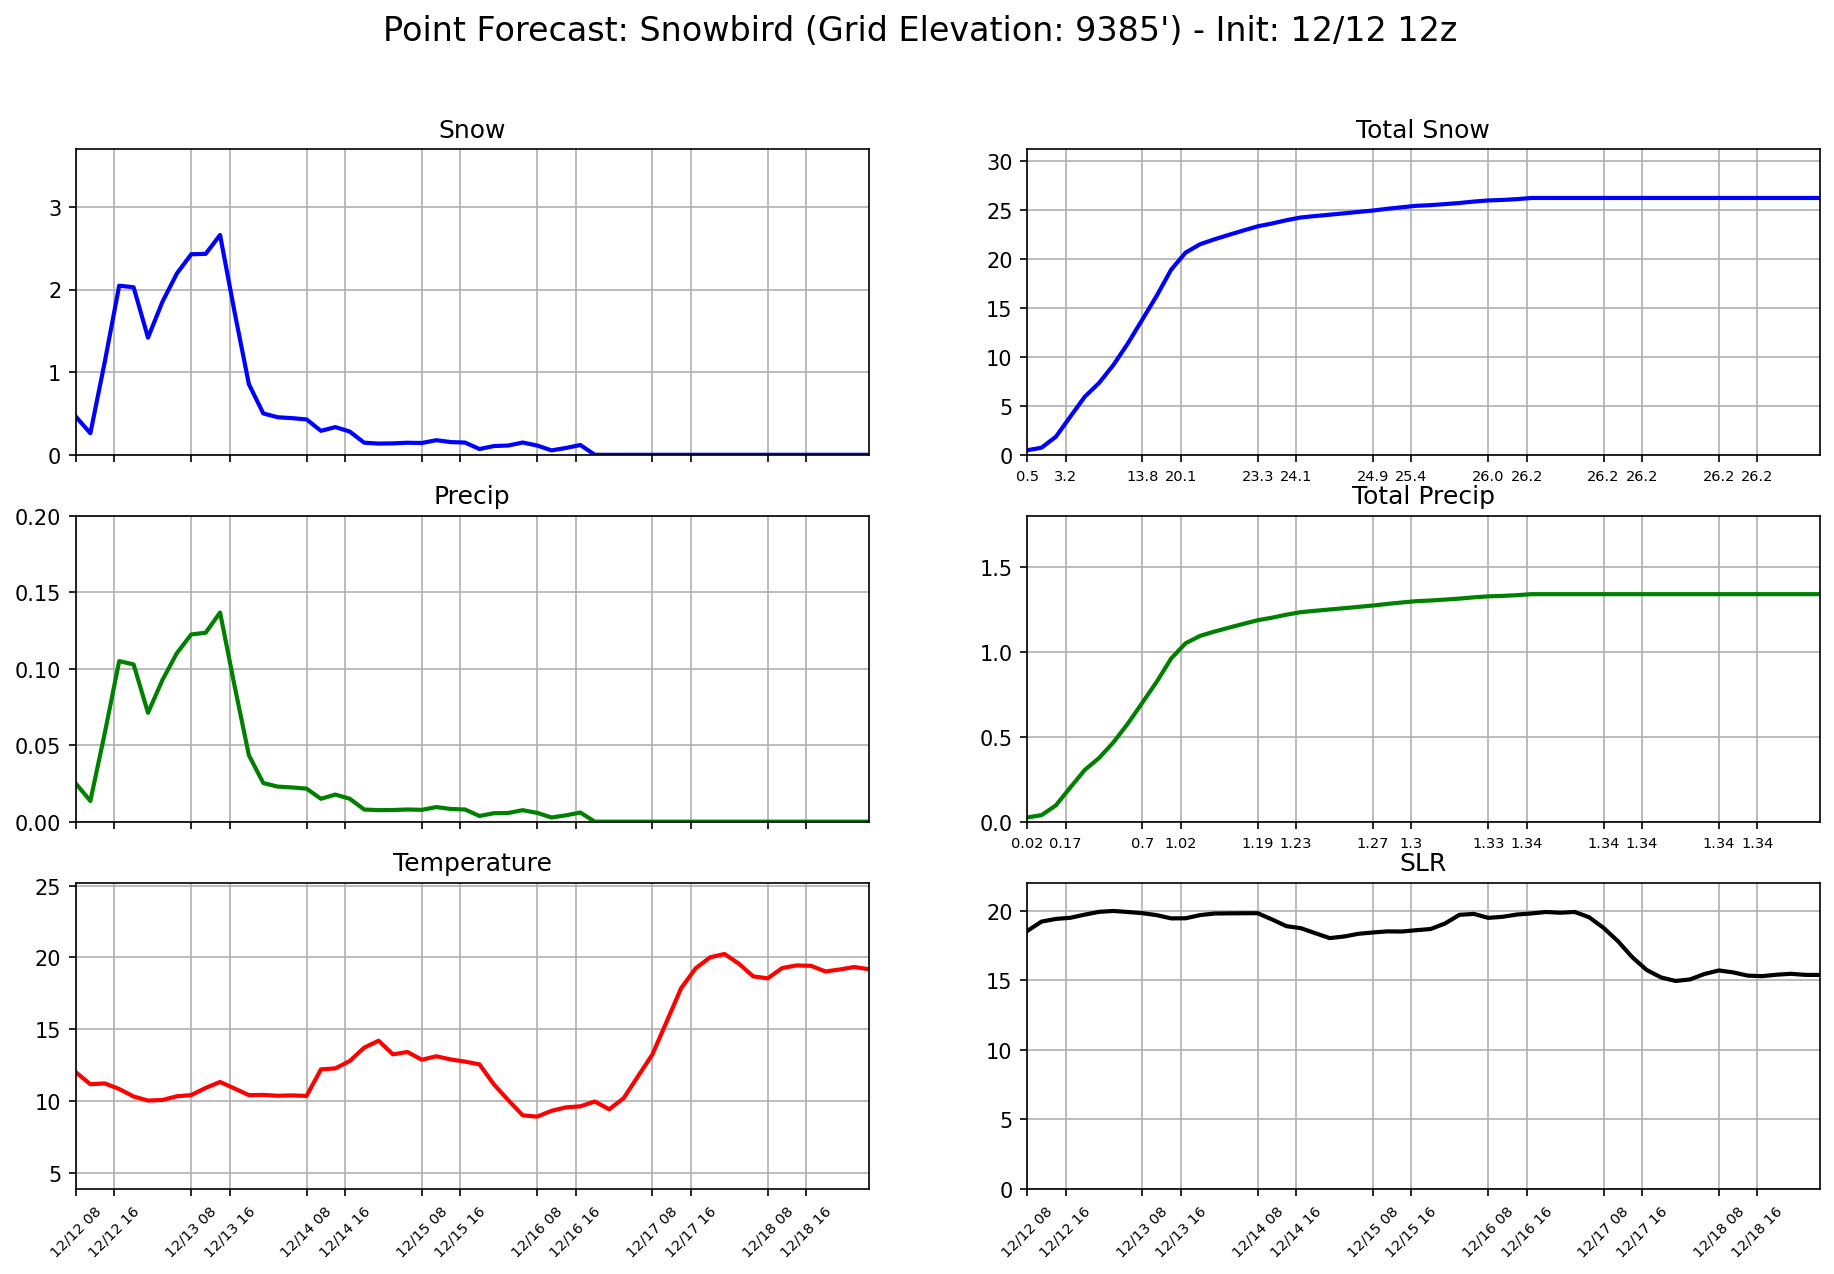 Point Forecast: Snowbird (Grid Elevation: 9385') - Init: 12/12 12z
Snow
3
2
1
0
Total Snow
30
25
20
15
10
5
0
0.5 3.2 13.8 20.1 23.3 24.1 24.9 25.4 26.0 26.2 26.2 26.2 26.2 26.2
Precip
0.20
0.15
0.10
0.05
0.00
Total Precip
1.5
1.0
0.5
0.0
0.02 0.17 0.7 1.02 1.19 1.23 1.27 1.3 1.33 1.34 1.34 1.34 1.34 1.34
Temperature
25
20
15
10
5
12/12 08 12/12 16 12/13 08 12/13 16 12/14 08 12/14 16 12/15 08 12/15 16 12/16 08 12/16 16 12/17 08 12/17 16 12/18 08 12/18 16
SLR
20
15
10
5
0
12/12 08 12/12 16 12/13 08 12/13 16 12/14 08 12/14 16 12/15 08 12/15 16 12/16 08 12/16 16 12/17 08 12/17 16 12/18 08 12/18 16